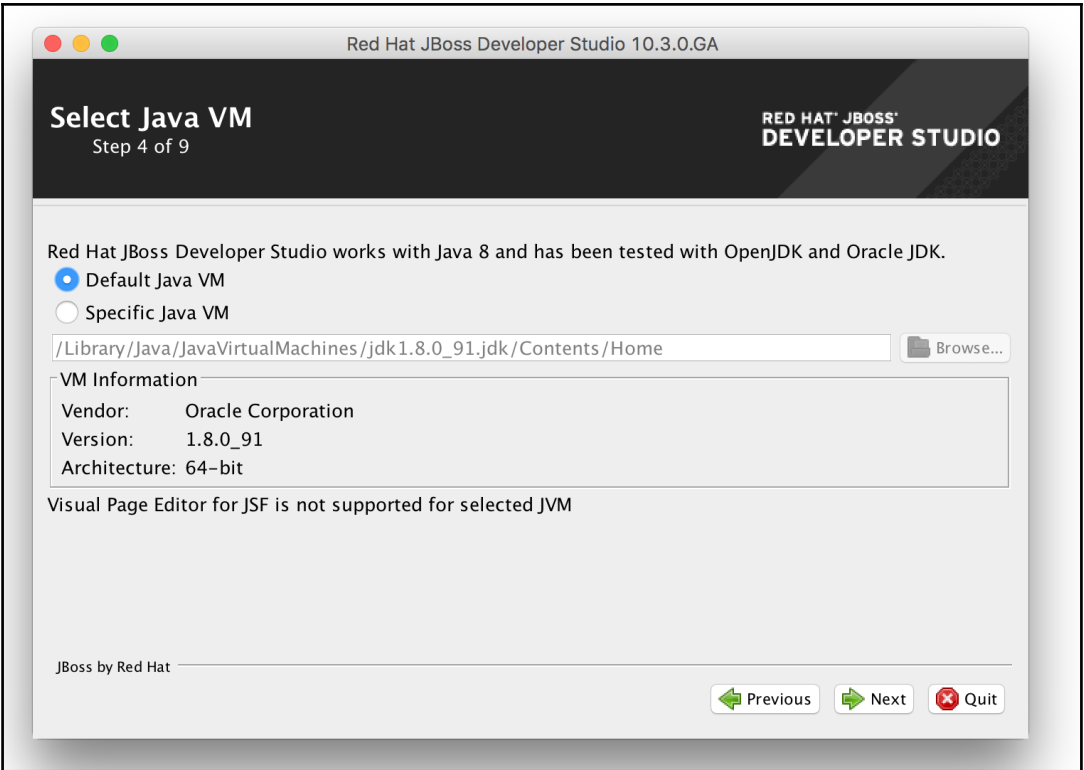 Red Hat JBoss Developer Studio 10.3.0.GA
Select Java VM
Step 4 of 9
RED HAT® JBOSS®
DEVELOPER STUDIO
Red Hat JBoss Developer Studio works with Java 8 and has been tested with OpenJDK and Oracle JDK.
Default Java VM
Specific Java VM
/Library/Java/JavaVirtualMachines/jdk1.8.0_91.jdk/Contents/Home
Browse...
VM Information
Vendor: Oracle Corporation
Version: 1.8.0_91
Architecture: 64-bit
Visual Page Editor for JSF is not supported for selected JVM
JBoss by Red Hat
Previous Next Quit